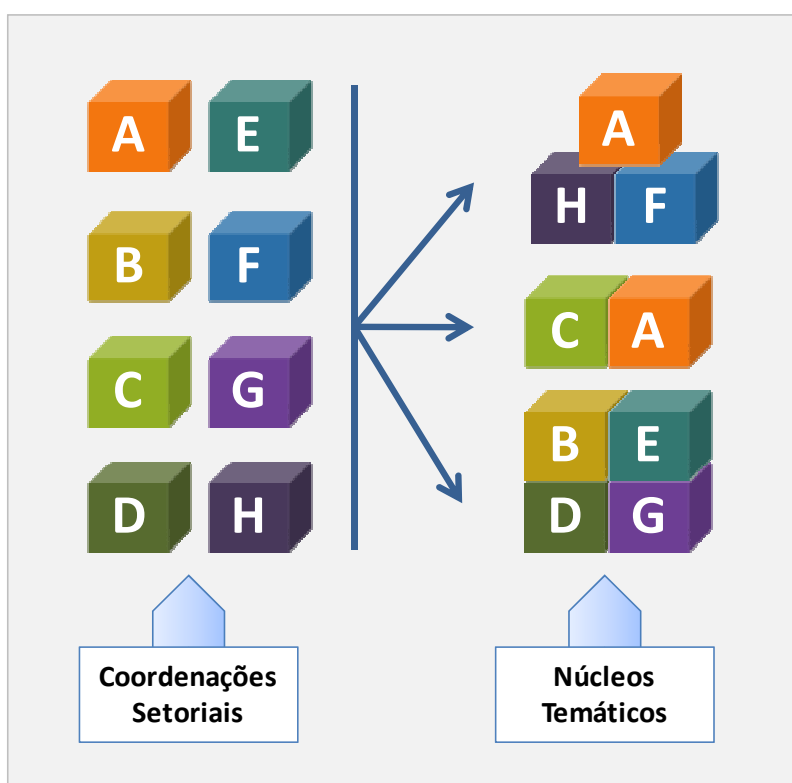 A E
B F
C G
D H
A
H F
C A
B E
D G
Coordenações
Setoriais
Núcleos
Temáticos